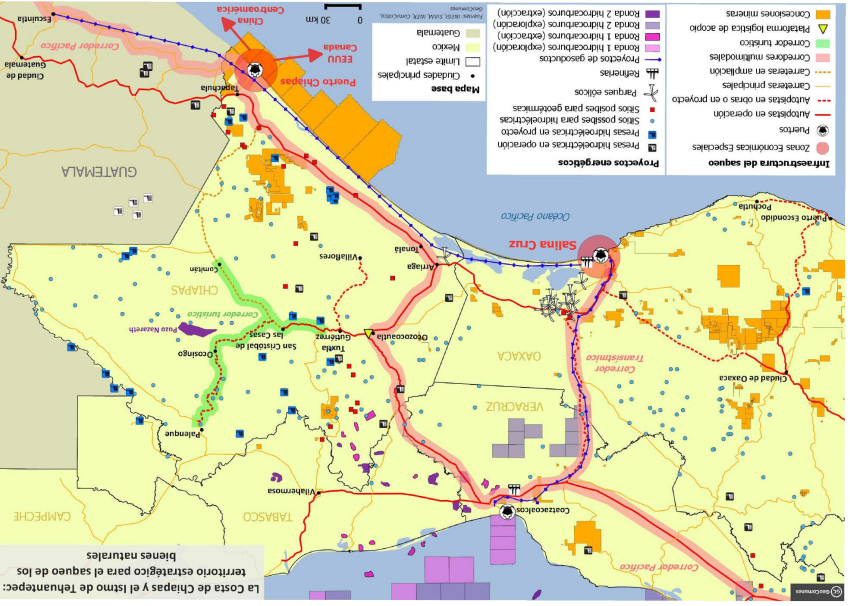 La Costa de Chiapas y el Istmo de Tehuantepec:
territorio estratégico para el saqueo de los
bienes naturales
GeoComunes
Corredor Pacífico
Coatzacoalcos
TABASCO
CAMPECHE
Villahermosa
VERACRUZ
Palenque
Ciudad de Oaxaca
Corredor
Transístmico
OAXACA
Ocosingo
Pozo Nazareth
San Cristóbal de
las Casas
Tuxtla
Gutiérrez
Ocozocoautla
Corredor turístico
CHIAPAS
Comitán
Villaflores
Arriaga
Tonalá
Salina Cruz
Puerto Escondido
Pochutla
Océano Pacífico
GUATEMALA
Tapachula
Puerto Chiapas
EEUU
Canada
China
Centroamérica
Ciudad de
Guatemala
Corredor Pacífico
Escuintla
Infraestructura del saqueo
Zonas Económicas Especiales
Puertos
Autopistas en operación
Autopistas en obras o en proyecto
Carreteras principales
Carreteras en ampliación
Corredores multimodales
Corredor turístico
Plataforma logística de acopio
Concesiones mineras
Proyectos energéticos
Presas hidroeléctricas en operación
Presas hidroeléctricas en proyecto
Sitios posibles para hidroeléctricas
Sitios posibles para geotérmicas
Parques eólicos
Refinerías
Proyectos de gasoductos
Ronda 1 hidrocarburos (exploración)
Ronda 1 hidrocarburos (extracción)
Ronda 2 hidrocarburos (exploración)
Ronda 2 hidrocarburos (extracción)
Mapa base
Ciudades principales
Límite estatal
México
Guatemala
0 30 km